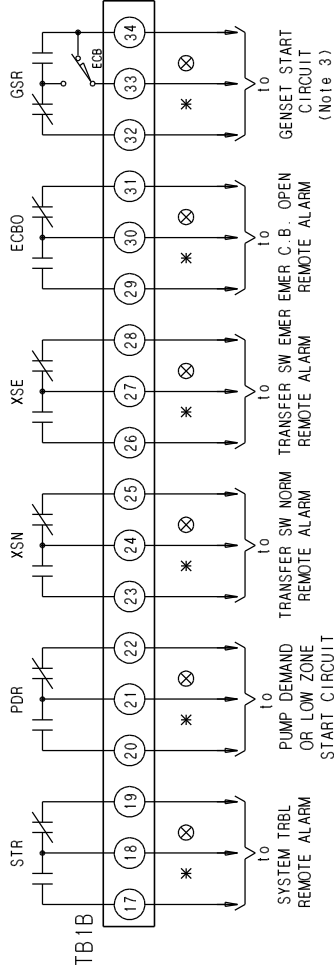 STR PDR XSN XSE ECBO GSR
ECB
TB1B
17 18 19 20 21 22 23 24 25 26 27 28 29 30 31 32 33 34
to to to to to to
SYSTEM TRBL PUMP DEMAND TRANSFER SW NORM TRANSFER SW EMER EMER C.B. OPEN GENSET START
REMOTE ALARM OR LOW ZONE REMOTE ALARM REMOTE ALARM REMOTE ALARM CIRCUIT
START CIRCUIT (Note 3)